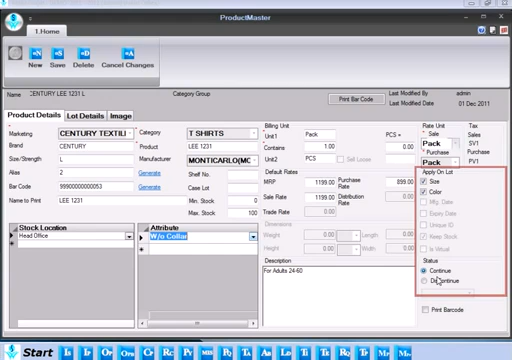 ProductMaster
1.Home
New Save Delete Cancel Changes
Name CENTURY LEE 1231 L Category Group Print Bar Code Last Modified By admin
Last Modified Date 01 Dec 2011
Product Details Lot Details Image
Marketing CENTURY TEXTILI Category T SHIRTS
Brand CENTURY Product LEE 1231
Size/Strength L Manufacturer MONTICARLO(MC
Alias 2 Generate Shelf No.
Bar Code 9990000000053 Generate Case Lot
Name to Print LEE 1231 Min. Stock 0
Max. Stock 100
Billing Unit
Unit1 Pack PCS =
Contains 1.00 0.00
Unit2 PCS Sell Loose
Default Rates
MRP 1199.00 Purchase Rate 899.00
Sale Rate 1199.00 Distribution Rate
Trade Rate 0.00
Dimensions
Weight 0.00 Length 0.00
Height 0.00 Width 0.00
Description
For Adults 24-60
Rate Unit Tax
Sale Sales
Pack SV1
Purchase Purchase
Pack PV1
Apply On Lot
Size
Color
Mfg. Date
Expiry Date
Unique ID
Keep Stock
Is Virtual
Status
Continue
Discontinue
Print Barcode
Stock Location
Head Office
Attribute
W/o Collar
Start